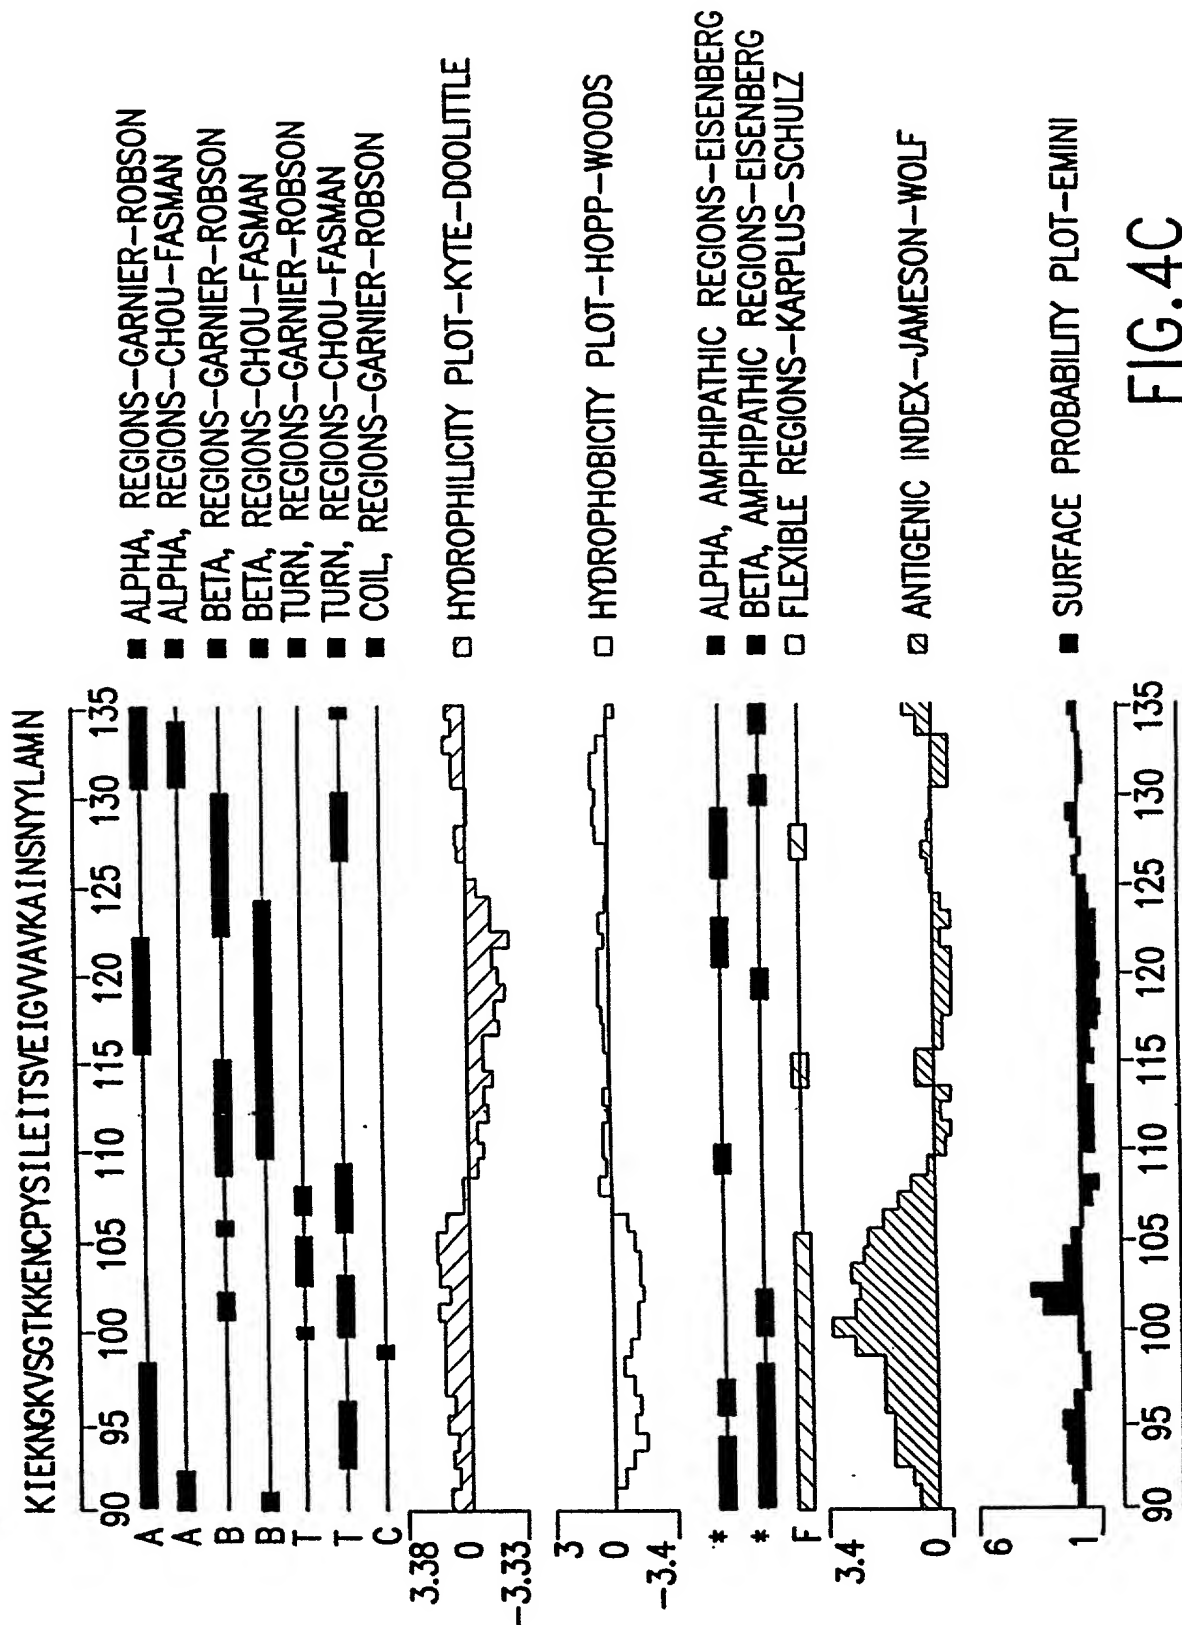 KIEKNGKVSGTKKENCPYSILEITSVEIGVVAVKAINSNYYLAMN
90 95 100 105 110 115 120 125 130 135
A ALPHA, REGIONS-GARNIER-ROBSON
A ALPHA, REGIONS-CHOU-FASMAN
B BETA, REGIONS-GARNIER-ROBSON
B BETA, REGIONS-CHOU-FASMAN
T TURN, REGIONS-GARNIER-ROBSON
T TURN, REGIONS-CHOU-FASMAN
C COIL, REGIONS-GARNIER-ROBSON
3.38
0 HYDROPHILICITY PLOT-KYTE-DOOLITTLE
-3.33
3
0 HYDROPHOBICITY PLOT-HOPP-WOODS
-3.4
* ALPHA, AMPHIPATHIC REGIONS-EISENBERG
* BETA, AMPHIPATHIC REGIONS-EISENBERG
F FLEXIBLE REGIONS-KARPLUS-SCHULZ
3.4
ANTIGENIC INDEX-JAMESON-WOLF
0
6
SURFACE PROBABILITY PLOT-EMINI
1
90 95 100 105 110 115 120 125 130 135
FIG.4C